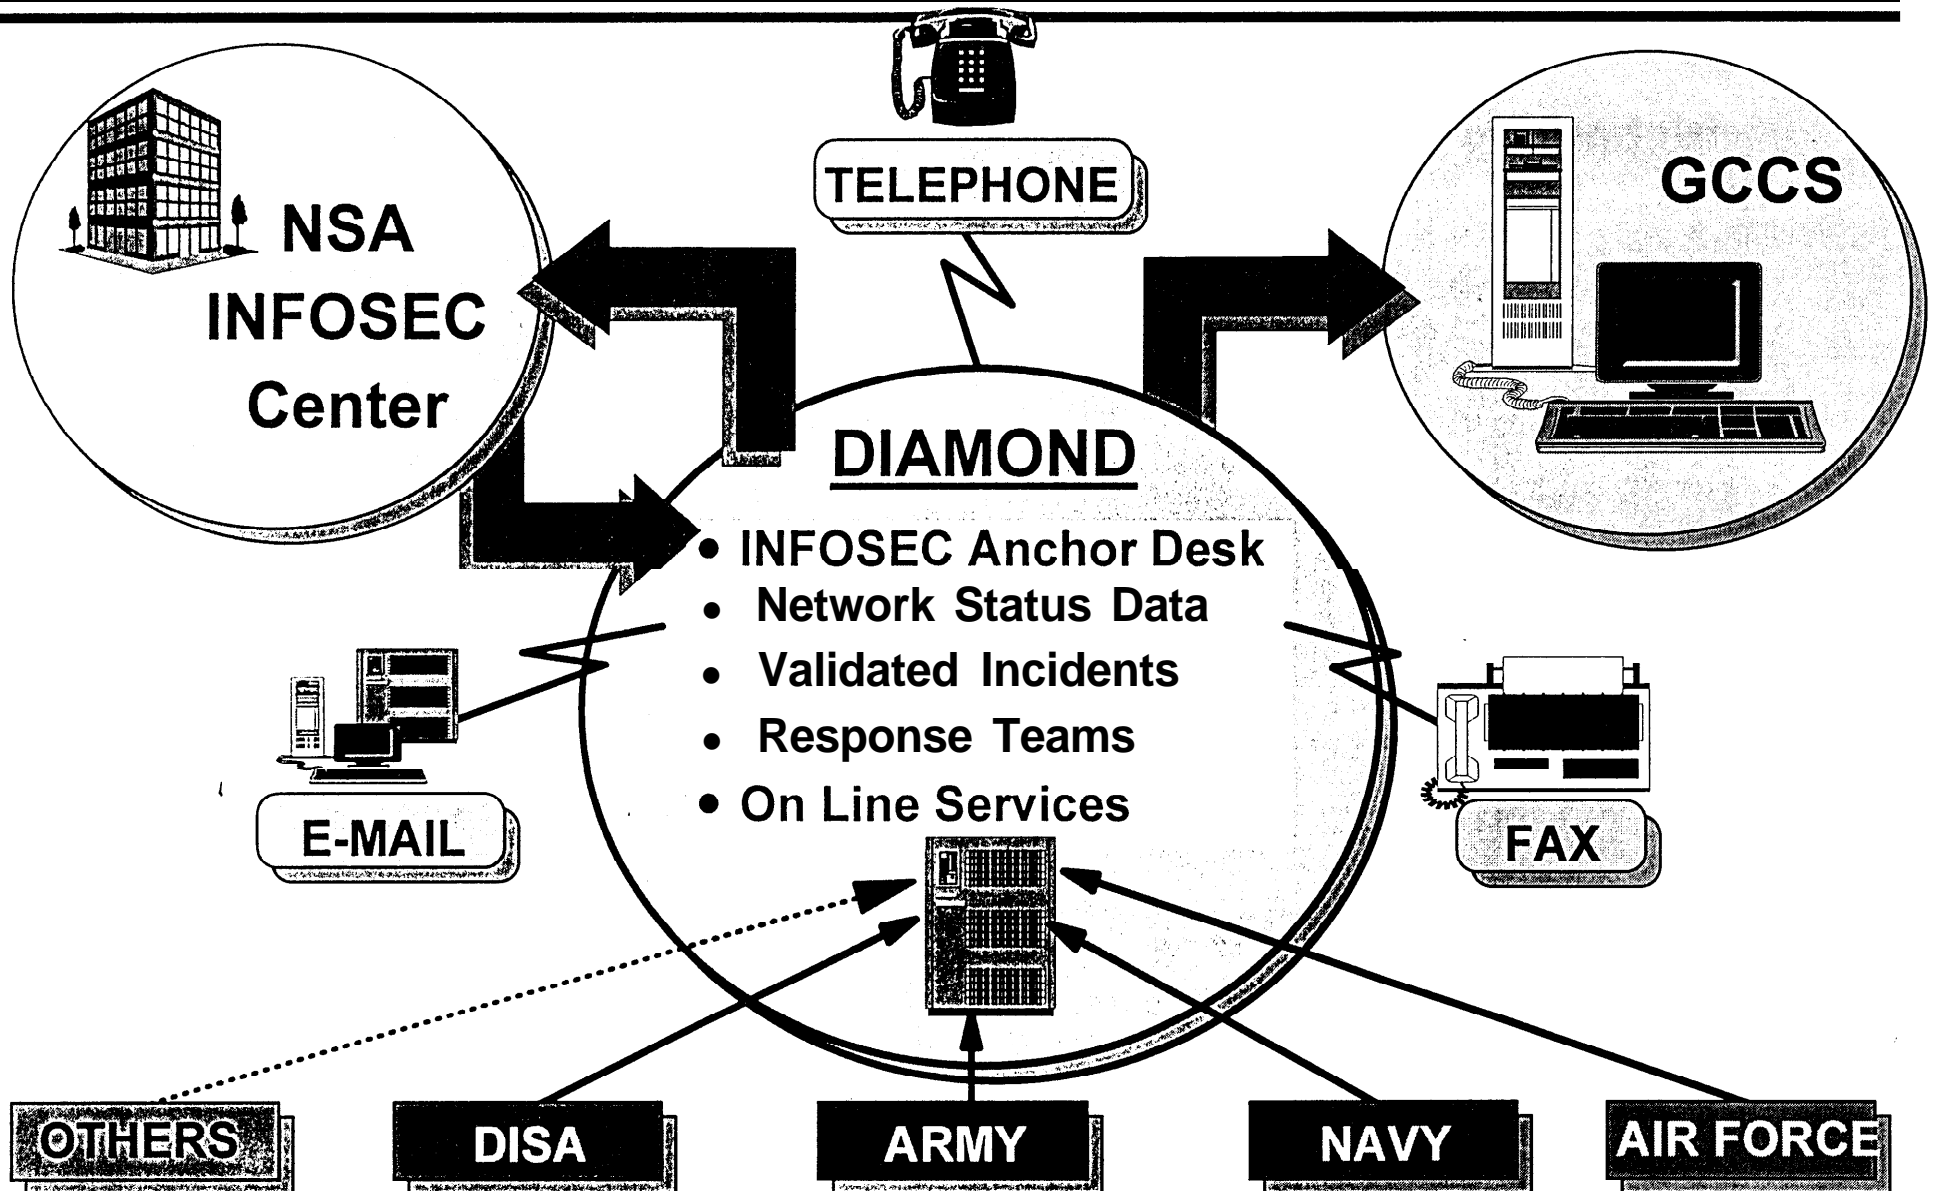 TELEPHONE
NSA
INFOSEC
Center
GCCS
DIAMOND
• INFOSEC Anchor Desk
• Network Status Data
• Validated Incidents
• Response Teams
• On Line Services
E-MAIL
FAX
OTHERS
DISA
ARMY
NAVY
AIR FORCE